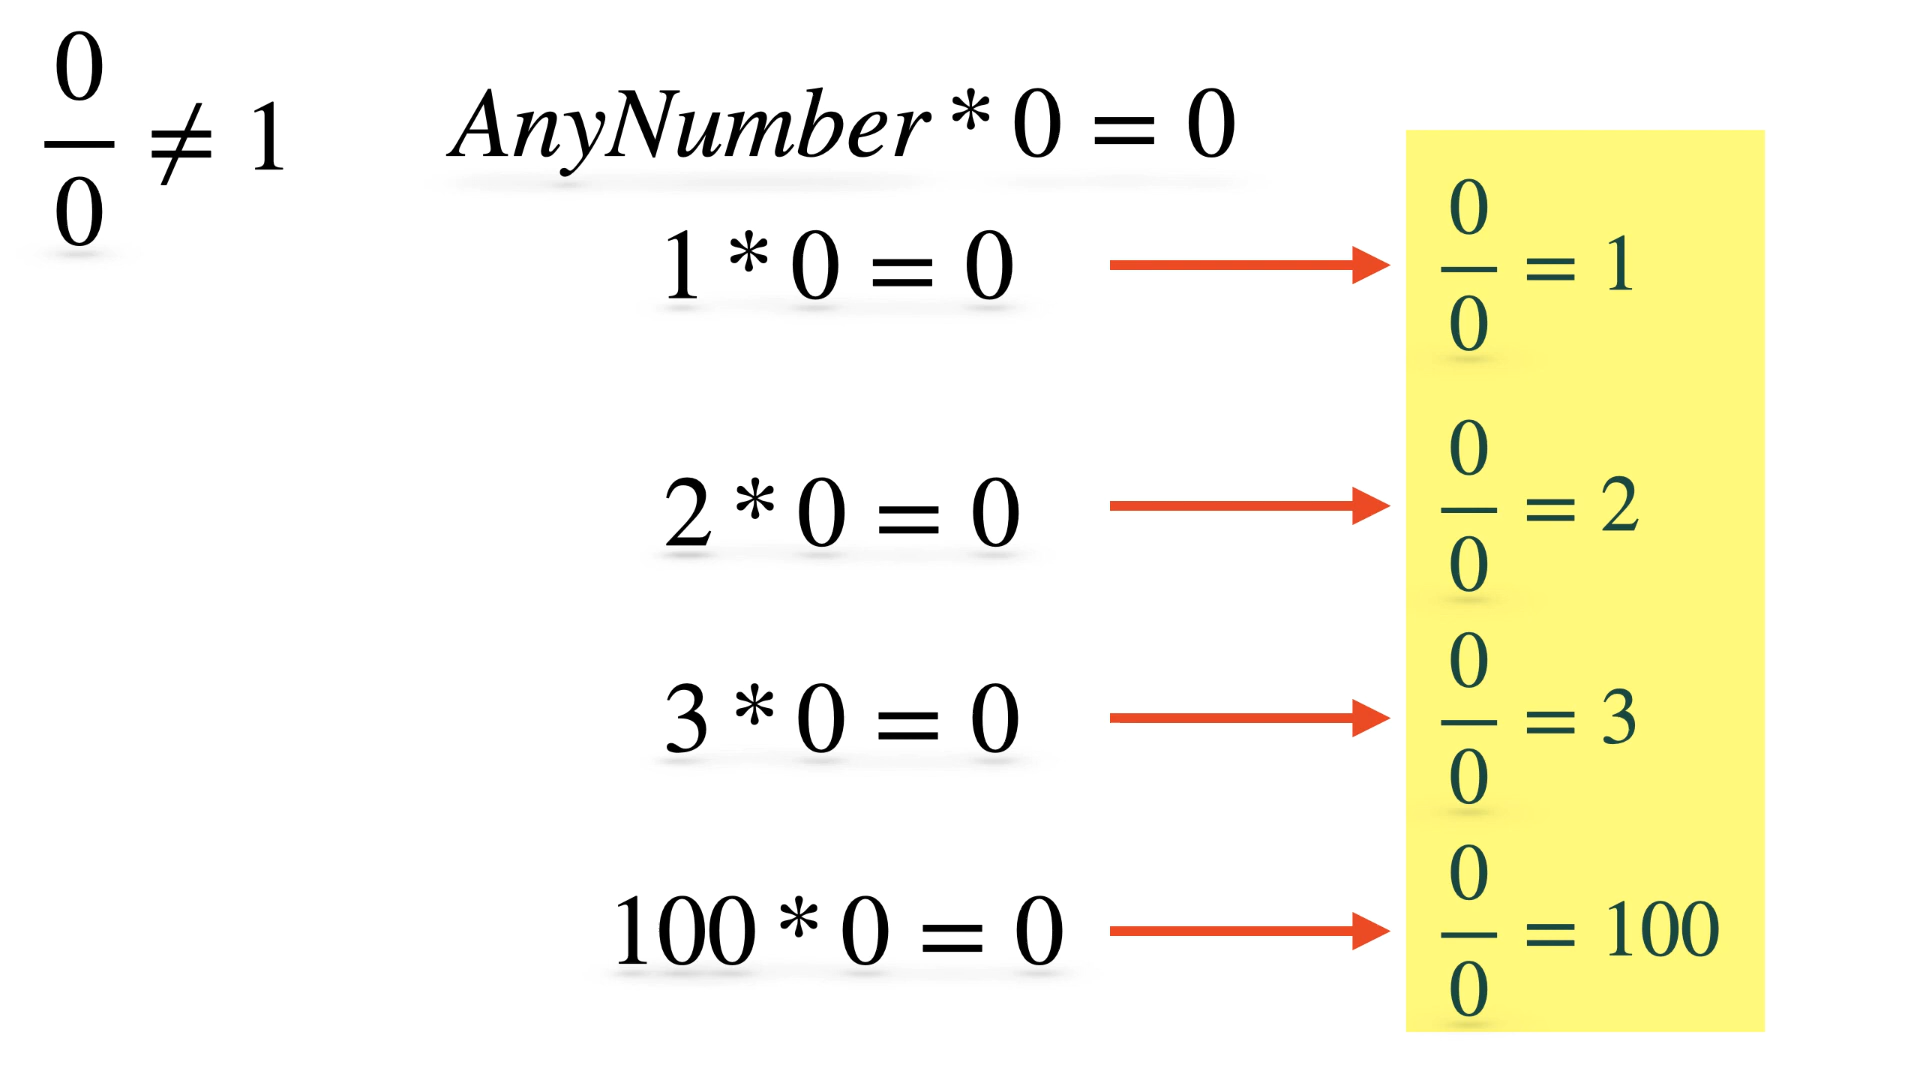 0/0 ≠ 1
AnyNumber * 0 = 0
1 * 0 = 0
0/0 = 1
2 * 0 = 0
0/0 = 2
3 * 0 = 0
0/0 = 3
100 * 0 = 0
0/0 = 100